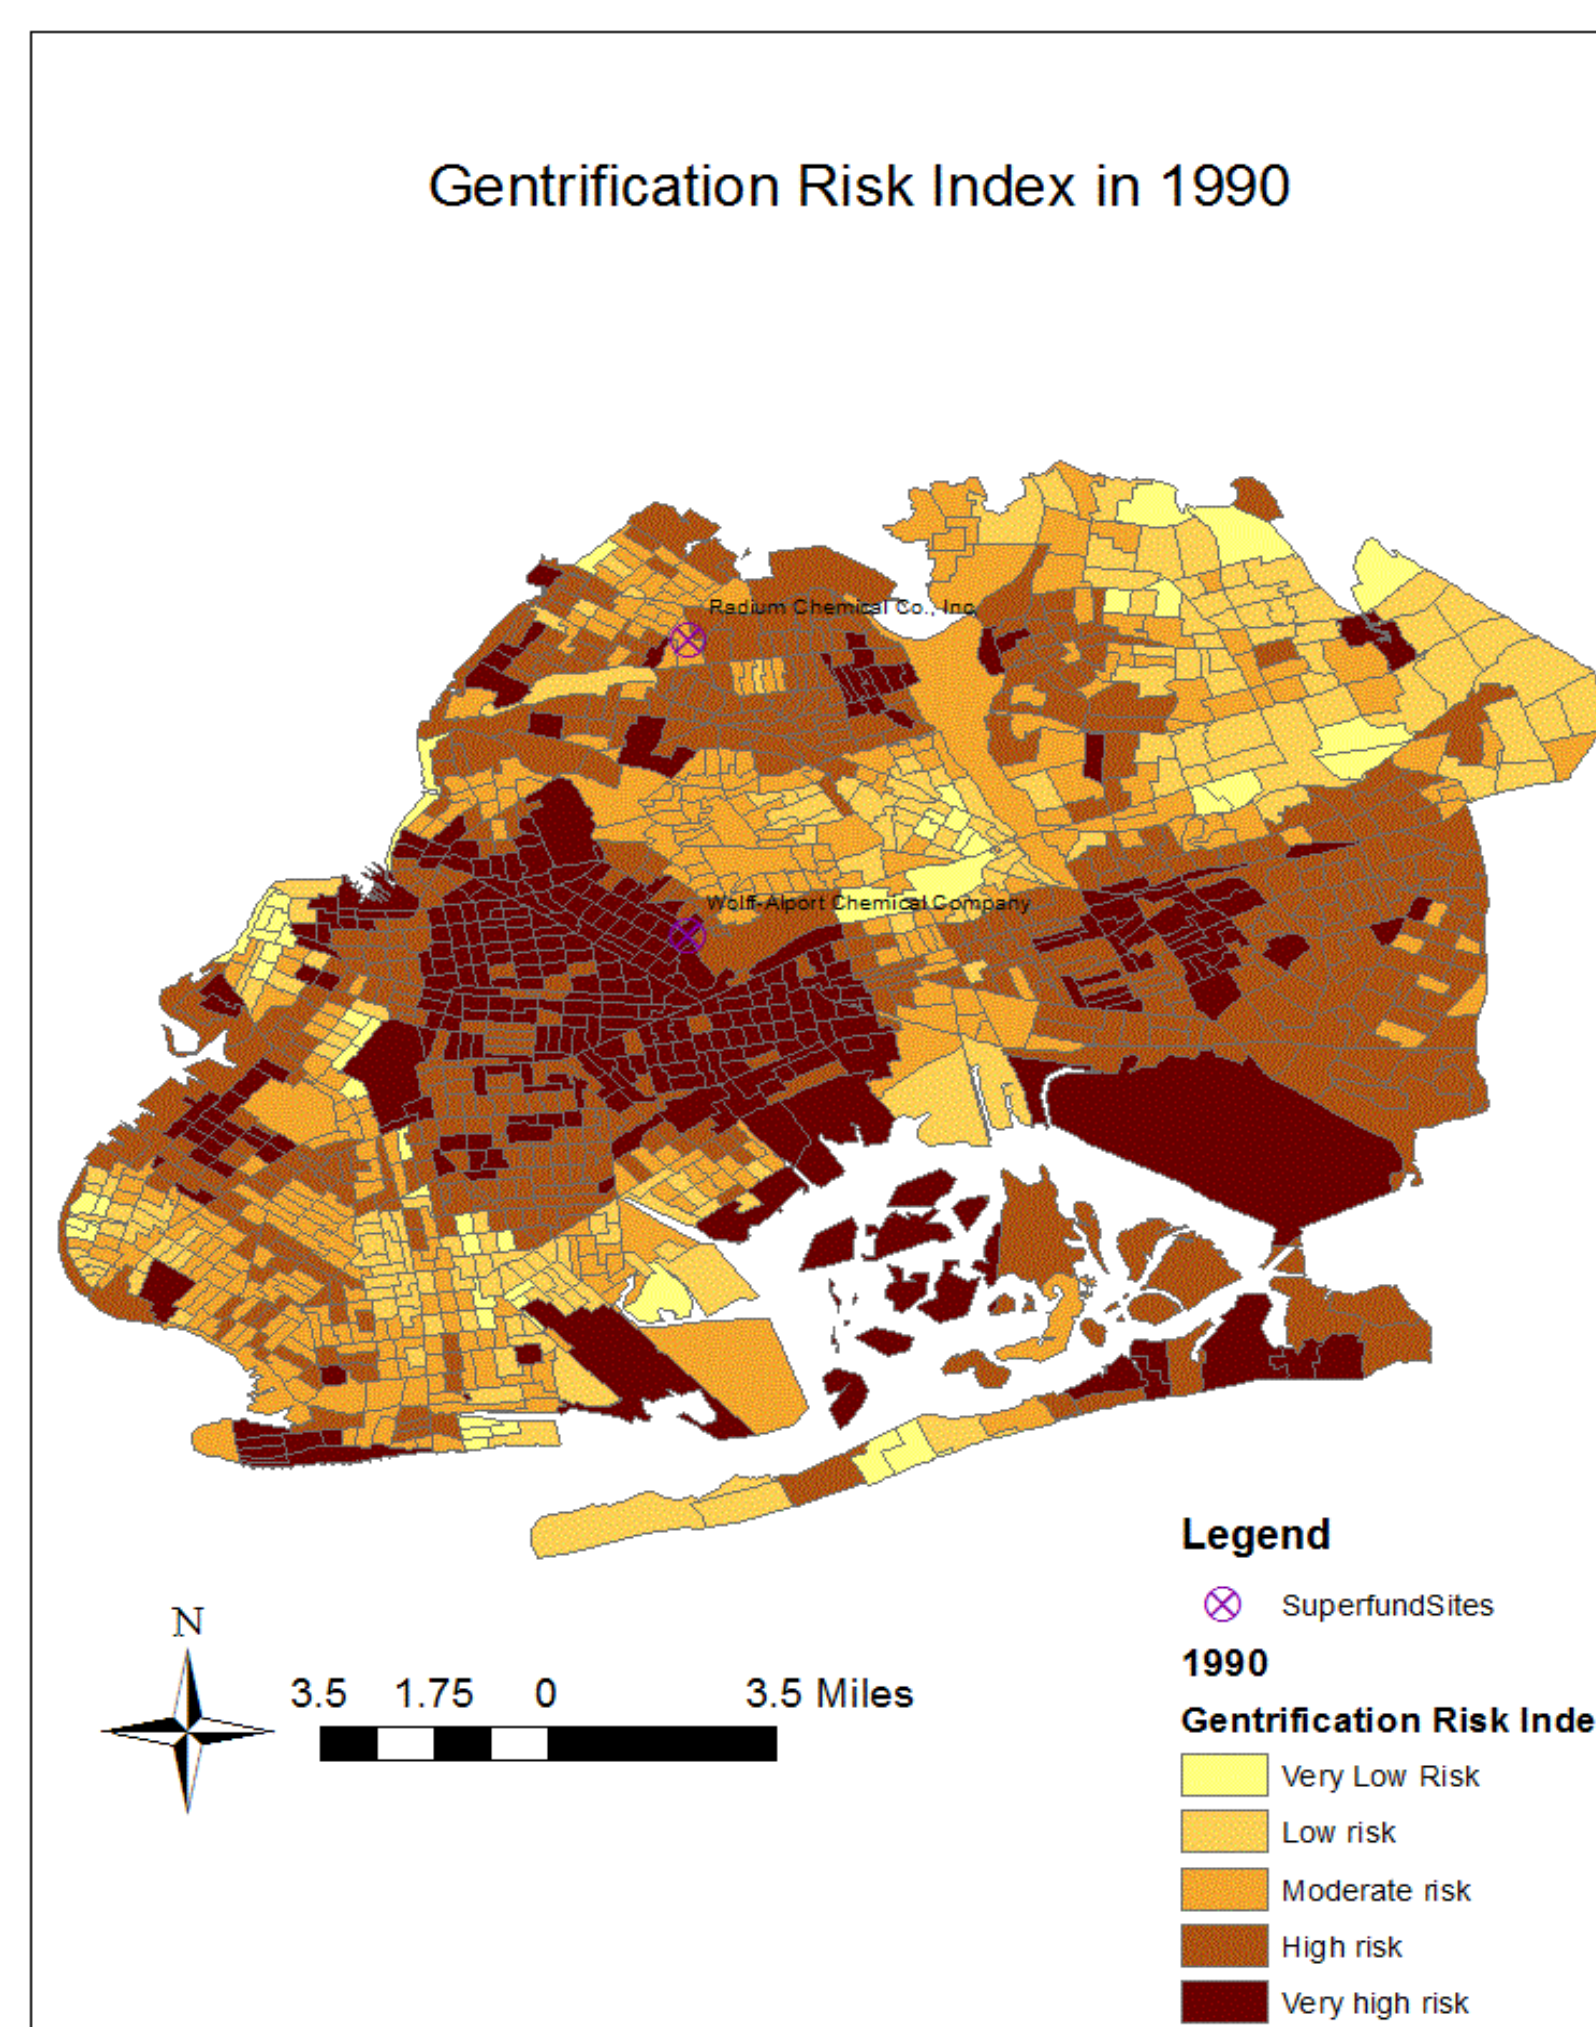 Gentrification Risk Index in 1990
Radium Chemical Co., Inc.
Wolff-Alport Chemical Company
Legend
SuperfundSites
1990
Gentrification Risk Inde
Very Low Risk
Low risk
Moderate risk
High risk
Very high risk
N
3.5 1.75 0 3.5 Miles